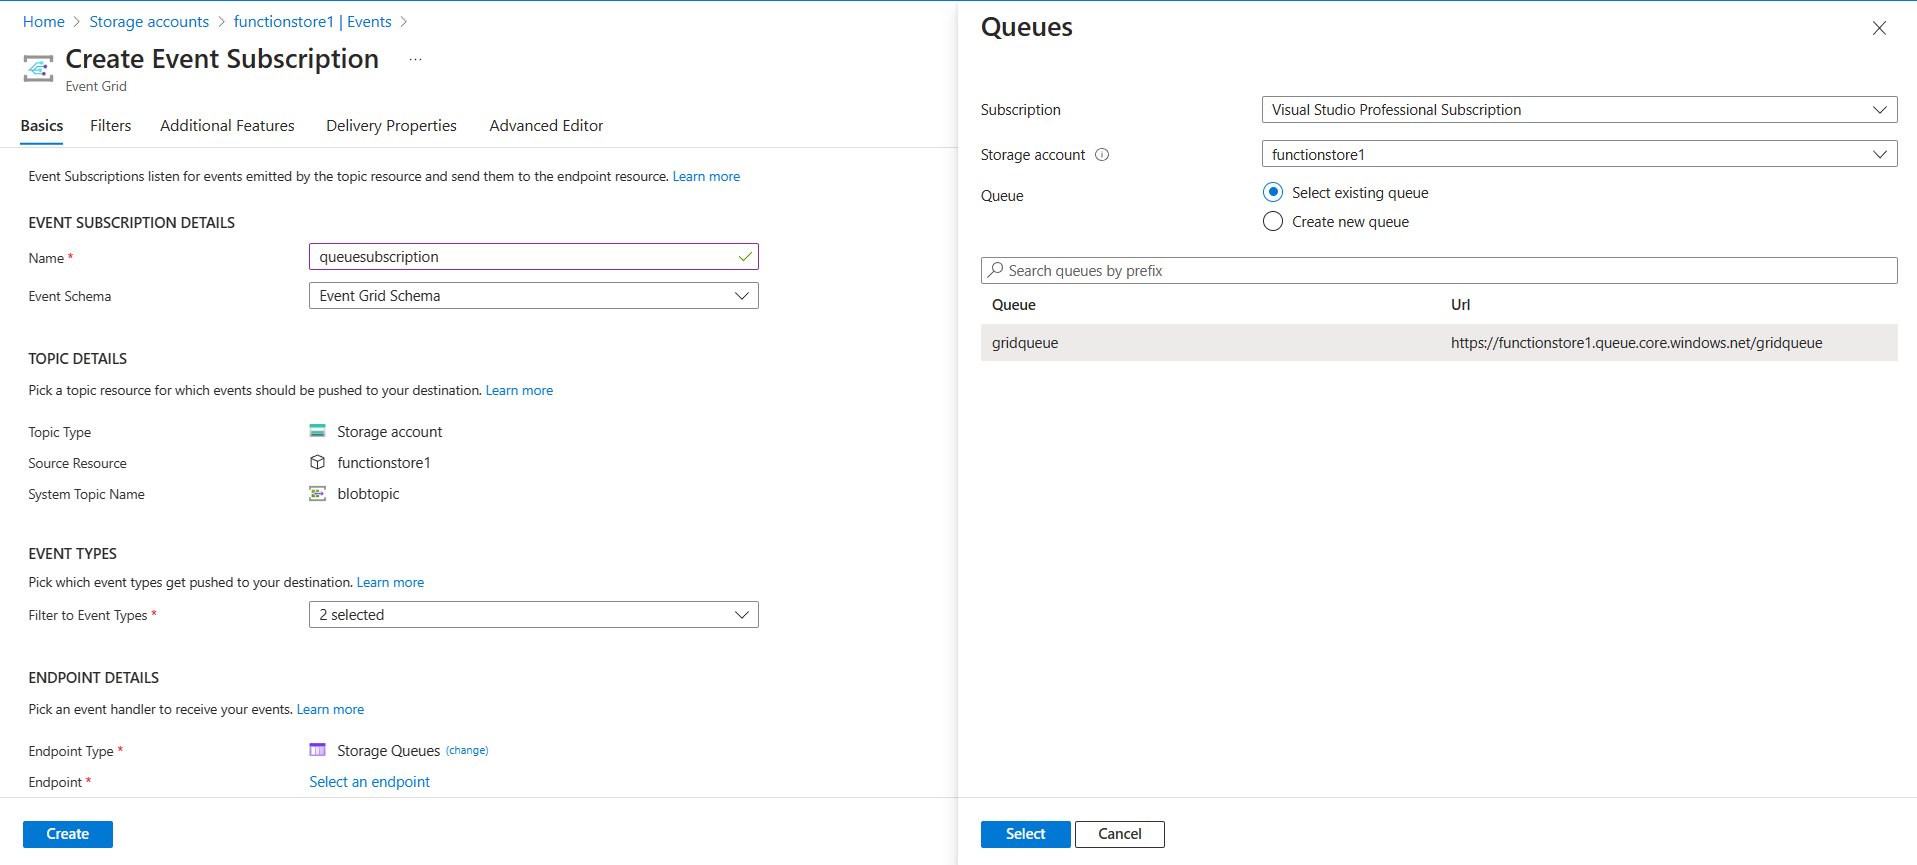 Home > Storage accounts > functionstore1 | Events >
Create Event Subscription ...
Event Grid
Basics Filters Additional Features Delivery Properties Advanced Editor
Event Subscriptions listen for events emitted by the topic resource and send them to the endpoint resource. Learn more
EVENT SUBSCRIPTION DETAILS
Name * queuesubscription
Event Schema Event Grid Schema
TOPIC DETAILS
Pick a topic resource for which events should be pushed to your destination. Learn more
Topic Type Storage account
Source Resource functionstore1
System Topic Name blobtopic
EVENT TYPES
Pick which event types get pushed to your destination. Learn more
Filter to Event Types * 2 selected
ENDPOINT DETAILS
Pick an event handler to receive your events. Learn more
Endpoint Type * Storage Queues (change)
Endpoint * Select an endpoint
Create
Queues
Subscription Visual Studio Professional Subscription
Storage account functionstore1
Queue Select existing queue
Create new queue
Search queues by prefix
Queue Url
gridqueue https://functionstore1.queue.core.windows.net/gridqueue
Select Cancel